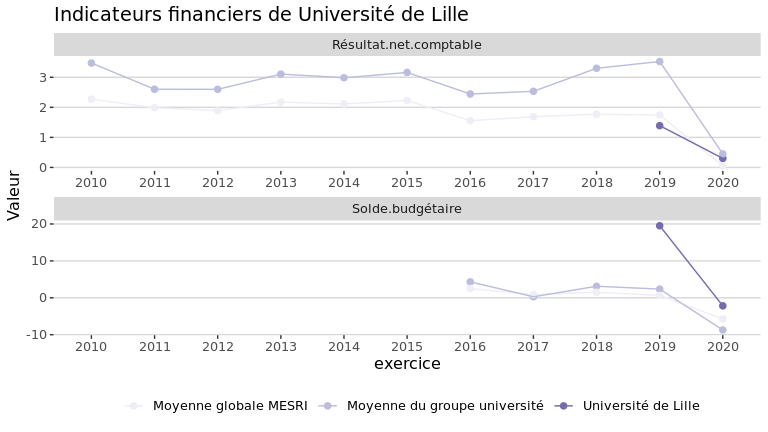 Indicateurs financiers de Université de Lille
Résultat.net.comptable
3
2
1
0
2010 2011 2012 2013 2014 2015 2016 2017 2018 2019 2020
Solde.budgétaire
20
10
0
-10
2010 2011 2012 2013 2014 2015 2016 2017 2018 2019 2020
Valeur
exercice
Moyenne globale MESRI Moyenne du groupe université Université de Lille